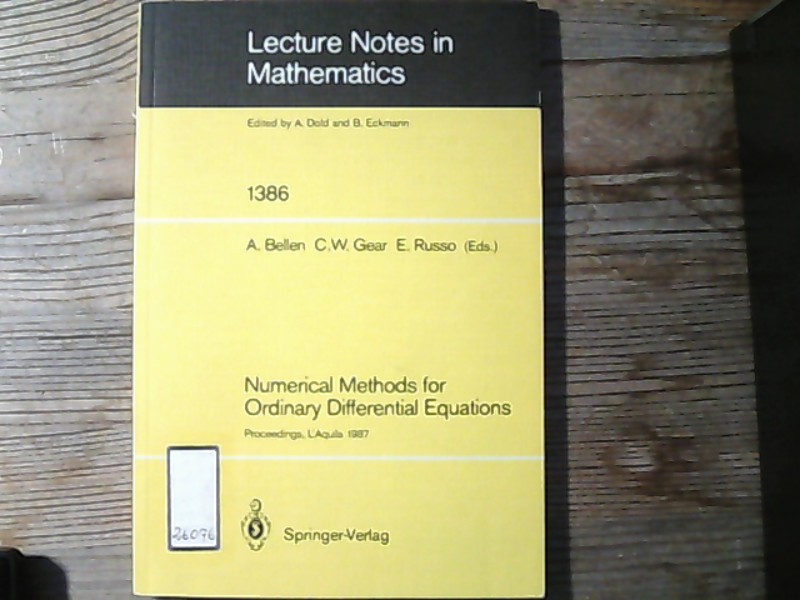 Lecture Notes in
Mathematics
Edited by A. Dold and B. Eckmann
1386
A. Bellen C.W. Gear E. Russo (Eds.)
Numerical Methods for
Ordinary Differential Equations
Proceedings, L'Aquila 1987
26076
Springer-Verlag